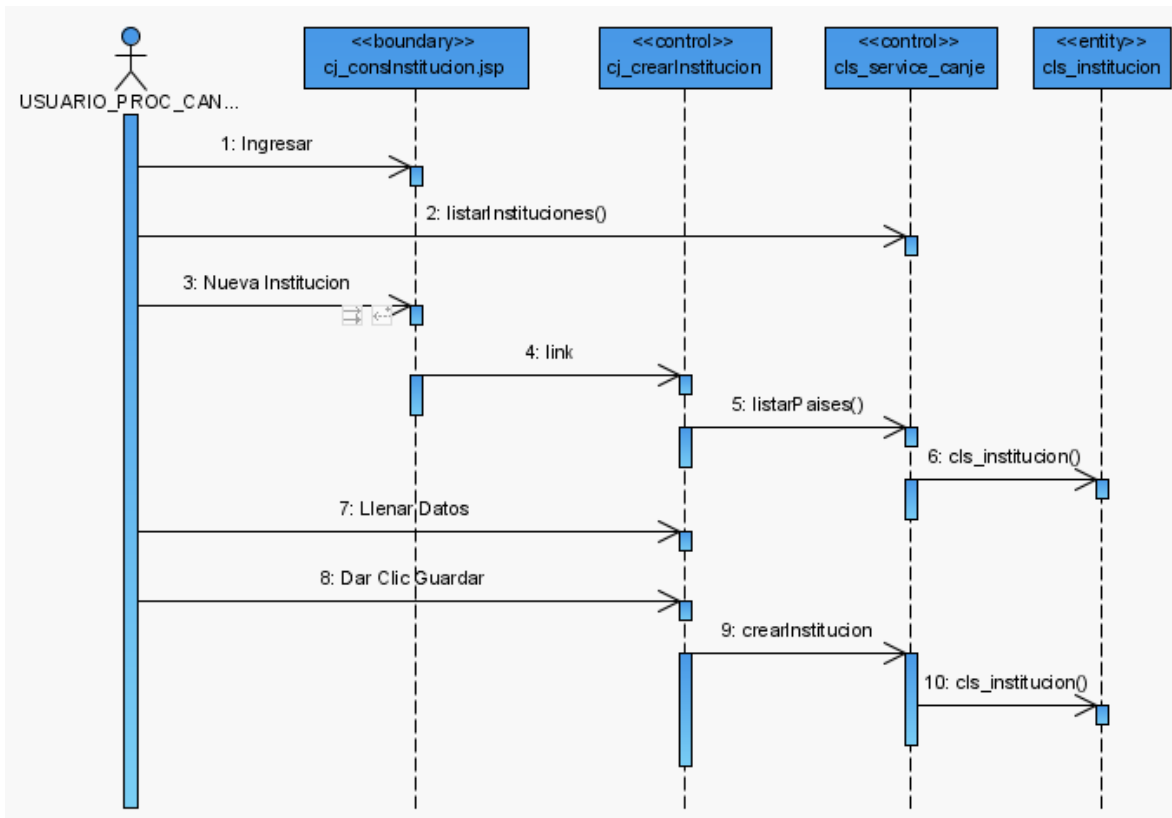 <<boundary>>
cj_consInstitucion.jsp
<<control>>
cj_crearInstitucion
<<control>>
cls_service_canje
<<entity>>
cls_institucion
USUARIO_PROC_CAN...
1: Ingresar
2: listarInstituciones()
3: Nueva Institucion
4: link
5: listarPaises()
6: cls_institucion()
7: Llenar Datos
8: Dar Clic Guardar
9: crearInstitucion
10: cls_institucion()